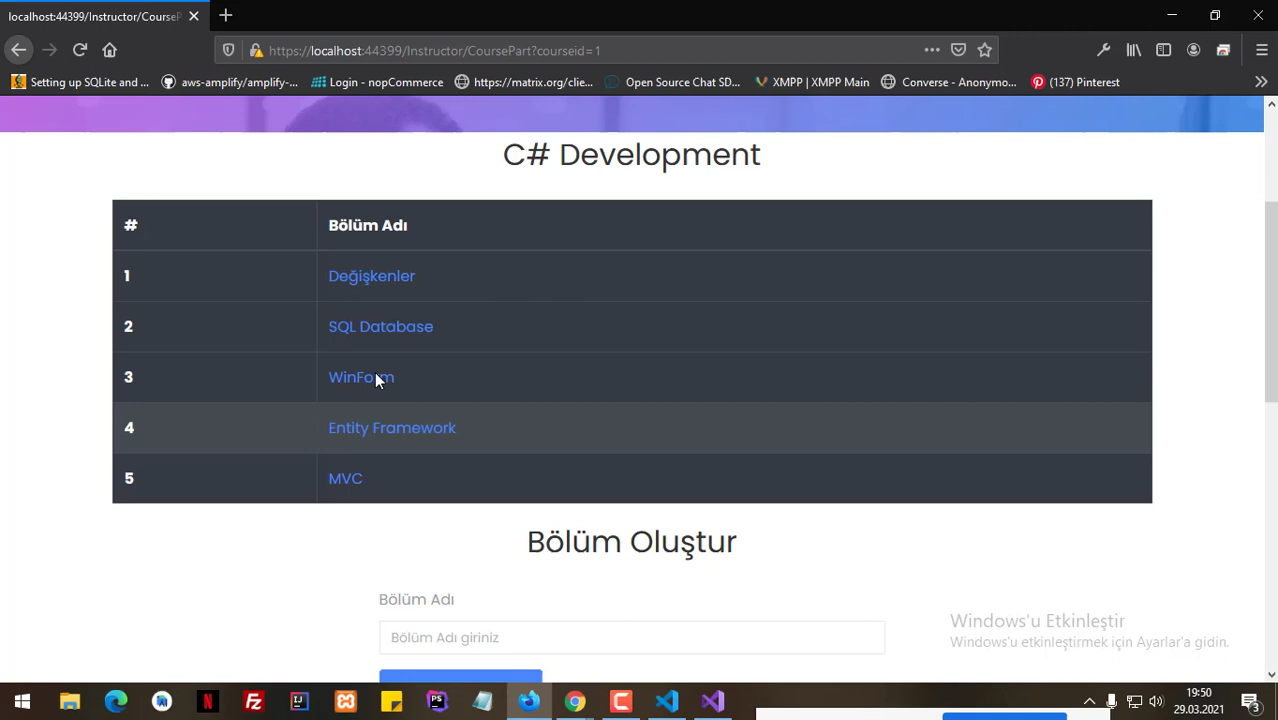 localhost:44399/Instructor/CourseP
https://localhost:44399/Instructor/CoursePart?courseid=1
Setting up SQLite and ...
aws-amplify/amplify-...
Login - nopCommerce
https://matrix.org/clie...
Open Source Chat SD...
XMPP | XMPP Main
Converse - Anonymo...
(137) Pinterest
C# Development
# Bölüm Adı
1 Değişkenler
2 SQL Database
3 WinForm
4 Entity Framework
5 MVC
Bölüm Oluştur
Bölüm Adı
Bölüm Adı giriniz
Windows'u Etkinleştir
Windows'u etkinleştirmek için Ayarlar'a gidin.
19:50
29.03.2021
3